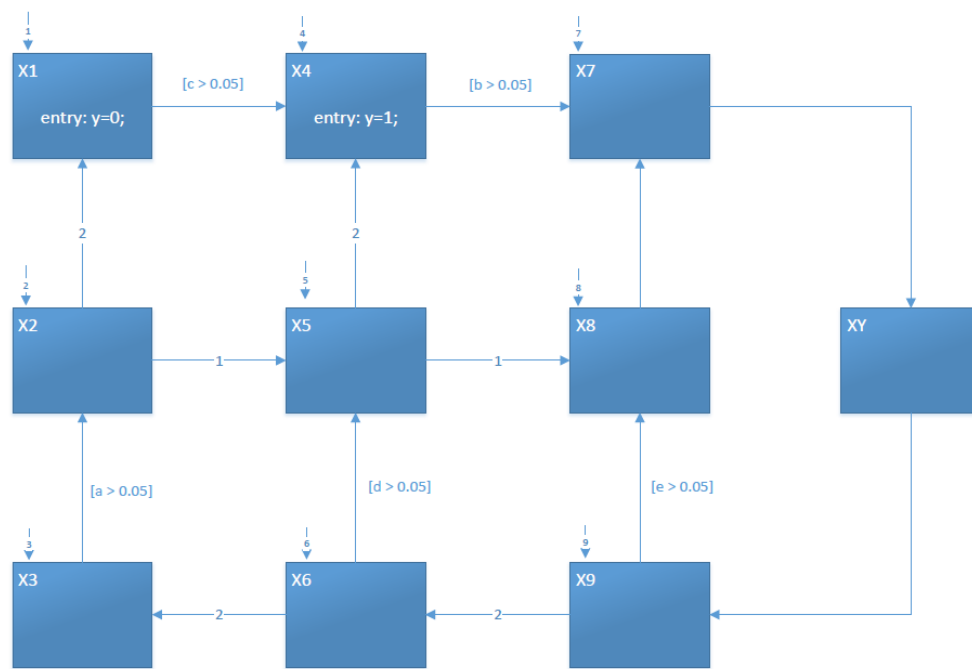 1
4
7
X1
[c > 0.05]
X4
[b > 0.05]
X7
entry: y=0;
entry: y=1;
2
2
2
5
8
X2
1
X5
1
X8
XY
[a > 0.05]
[d > 0.05]
[e > 0.05]
3
6
9
X3
2
X6
2
X9